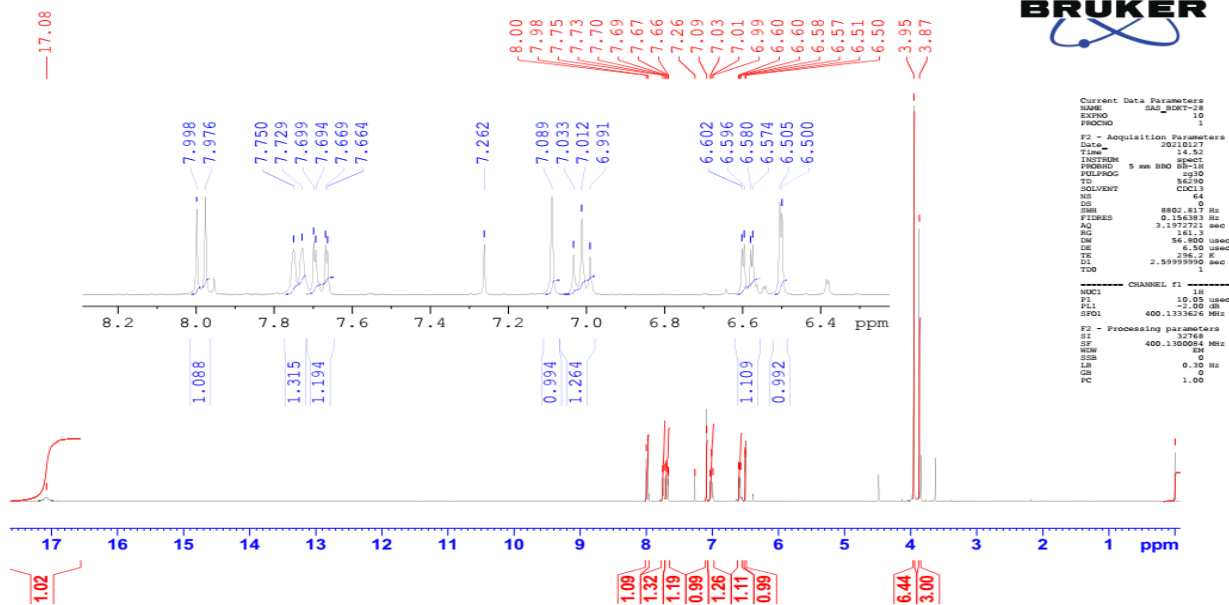 17.08
8.00
7.98
7.75
7.73
7.70
7.69
7.67
7.66
7.26
7.09
7.03
7.01
6.99
6.60
6.60
6.58
6.57
6.51
6.50
3.95
3.87
BRUKER
7.998
7.976
7.750
7.729
7.699
7.694
7.669
7.664
7.262
7.089
7.033
7.012
6.991
6.602
6.596
6.580
6.574
6.505
6.500
8.2 8.0 7.8 7.6 7.4 7.2 7.0 6.8 6.6 6.4 ppm
1.088
1.315
1.194
0.994
1.264
1.109
0.992
Current Data Parameters
NAME SAS_BDKT-28
EXPNO 10
PROCNO 1
F2 - Acquisition Parameters
Date_ 20210127
Time 14.52
INSTRUM spect
PROBHD 5 mm BBO BB-1H
PULPROG zg30
TD 56290
SOLVENT CDCl3
NS 64
DS 0
SWH 8802.817 Hz
FIDRES 0.156383 Hz
AQ 3.1972721 sec
RG 161.3
DW 56.800 usec
DE 6.50 usec
TE 296.2 K
D1 2.59999990 sec
TD0 1
======== CHANNEL f1 ========
NUC1 1H
P1 10.05 usec
PL1 -2.00 dB
SFO1 400.1333626 MHz
F2 - Processing parameters
SI 32768
SF 400.1300084 MHz
WDW EM
SSB 0
LB 0.30 Hz
GB 0
PC 1.00
17 16 15 14 13 12 11 10 9 8 7 6 5 4 3 2 1 ppm
1.02
1.09
1.32
1.19
0.99
1.26
1.11
0.99
6.44
3.00